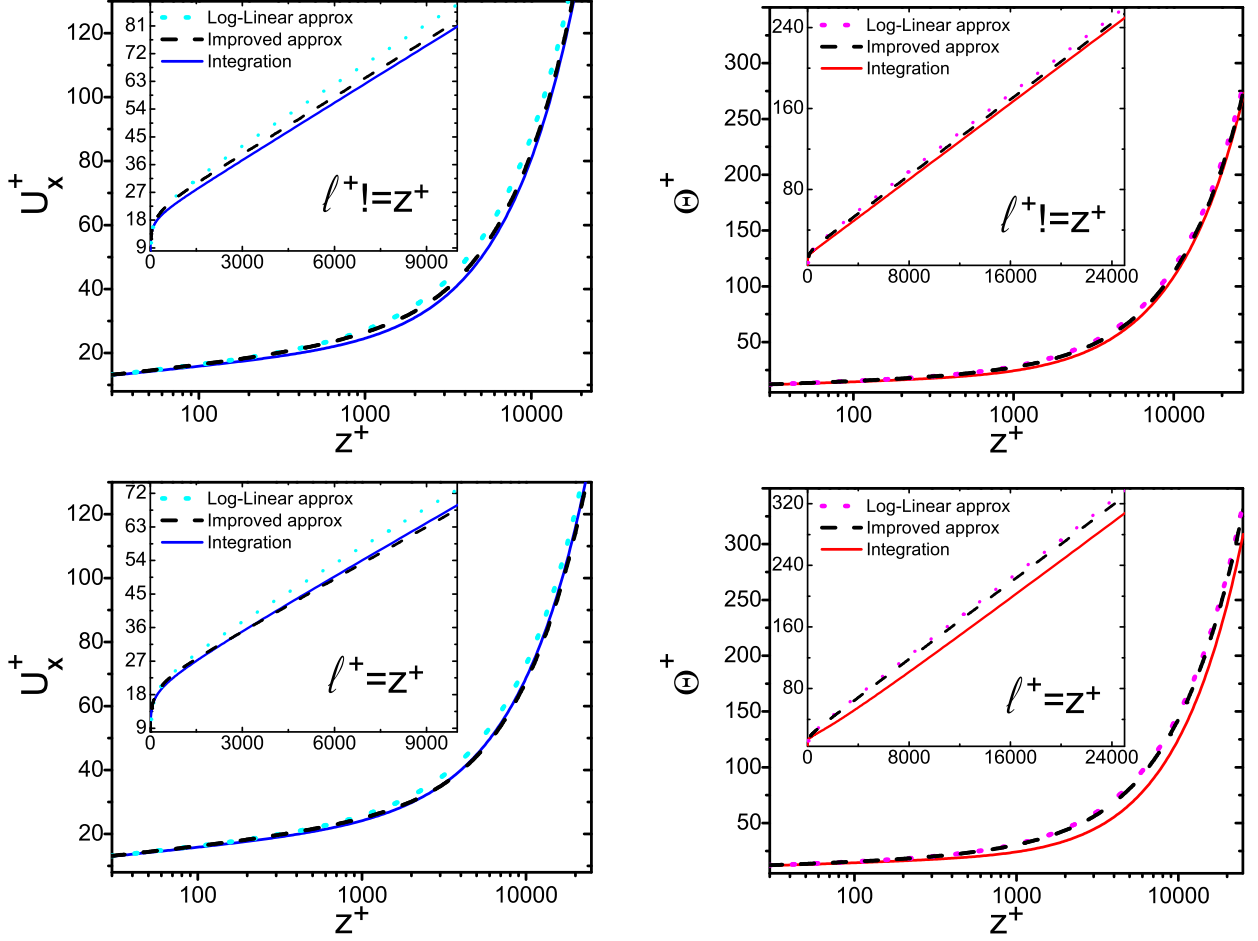 Log-Linear approx
Improved approx
Integration
81
72
63
54
45
36
27
18
9
0 3000 6000 9000
ℓ⁺!=z⁺
120
100
80
60
40
20
100 1000 10000
U⁺ₓ
z⁺
Log-Linear approx
Improved approx
Integration
240
160
80
0 8000 16000 24000
ℓ⁺!=z⁺
350
300
250
200
150
100
50
100 1000 10000
Θ⁺
z⁺
Log-Linear approx
Improved approx
Integration
72
63
54
45
36
27
18
9
0 3000 6000 9000
ℓ⁺=z⁺
120
100
80
60
40
20
100 1000 10000
U⁺ₓ
z⁺
Log-Linear approx
Improved approx
Integration
320
240
160
80
0 8000 16000 24000
ℓ⁺=z⁺
300
250
200
150
100
50
100 1000 10000
Θ⁺
z⁺